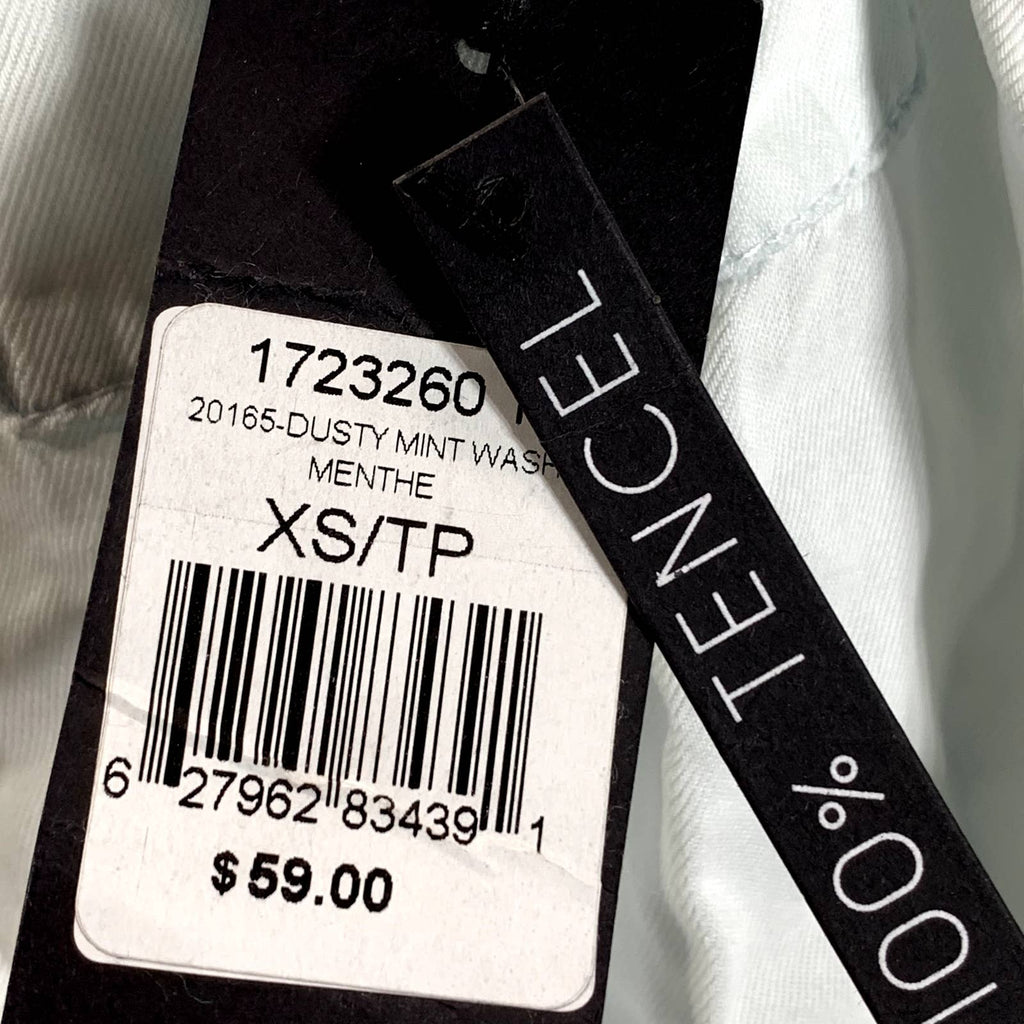 1723260
20165-DUSTY MINT WASH
MENTHE
XS/TP
6 27962 83439 1
$59.00
100% TENCEL